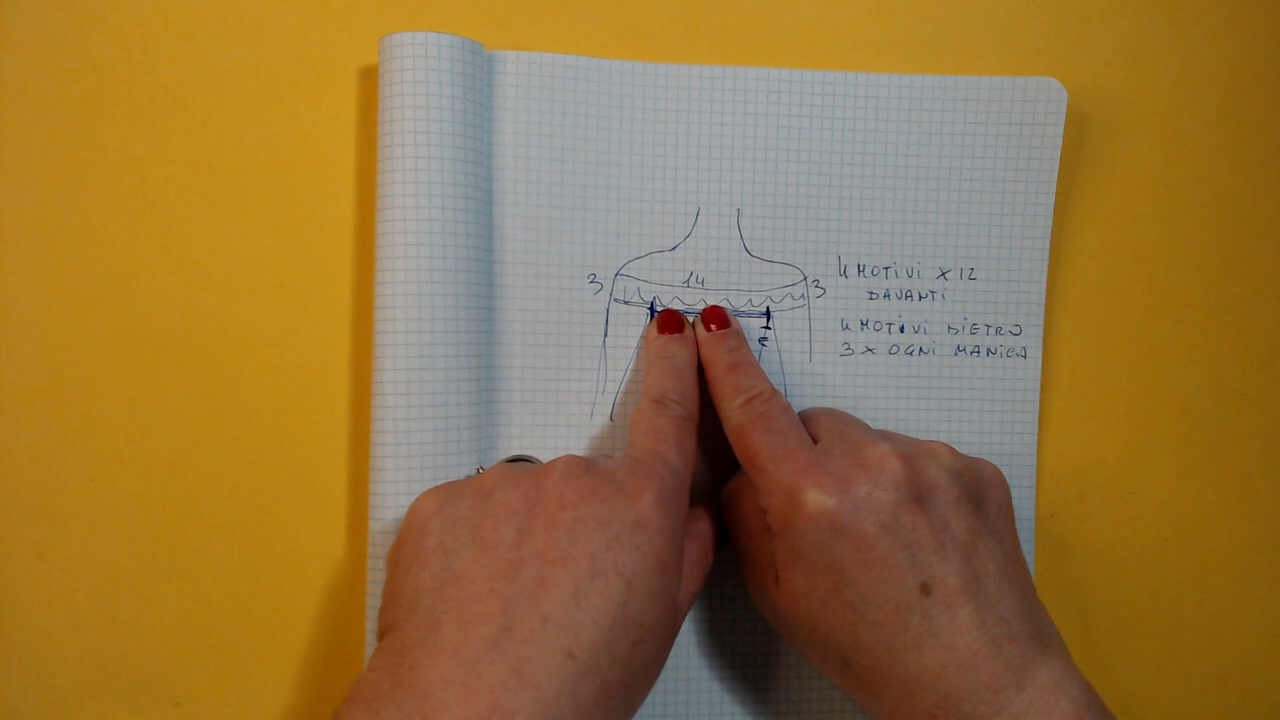 4 MOTIVI X 12
DAVANTI
3 14 3
4 MOTIVI DIETRO
3 X OGNI MANICA